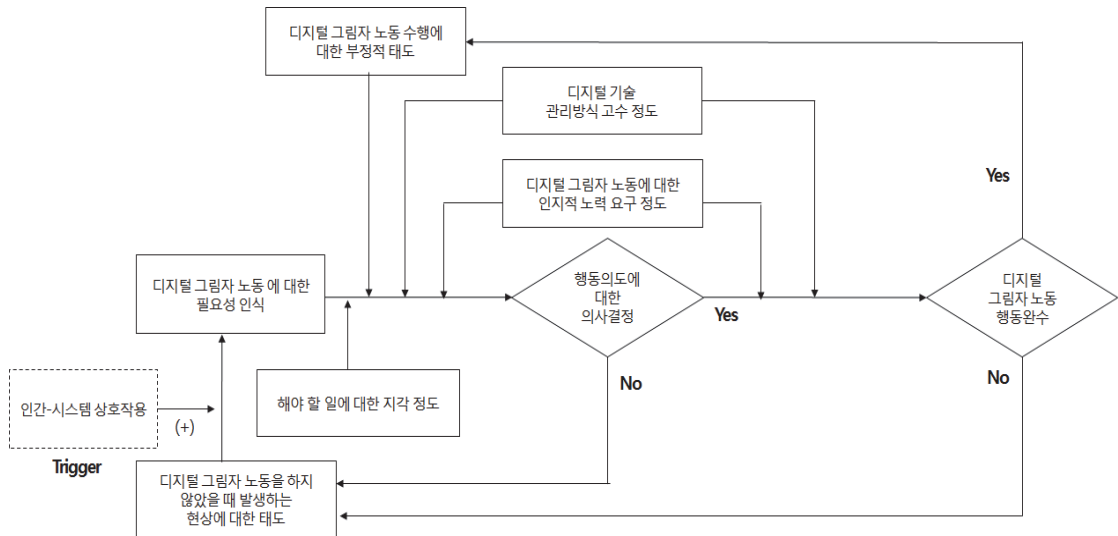 디지털 그림자 노동 수행에
대한 부정적 태도
디지털 기술
관리방식 고수 정도
Yes
디지털 그림자 노동에 대한
인지적 노력 요구 정도
디지털 그림자 노동 에 대한
필요성 인식
행동의도에
대한
의사결정
Yes
디지털
그림자 노동
행동완수
No
No
해야 할 일에 대한 지각 정도
인간-시스템 상호작용
(+)
Trigger
디지털 그림자 노동을 하지
않았을 때 발생하는
현상에 대한 태도